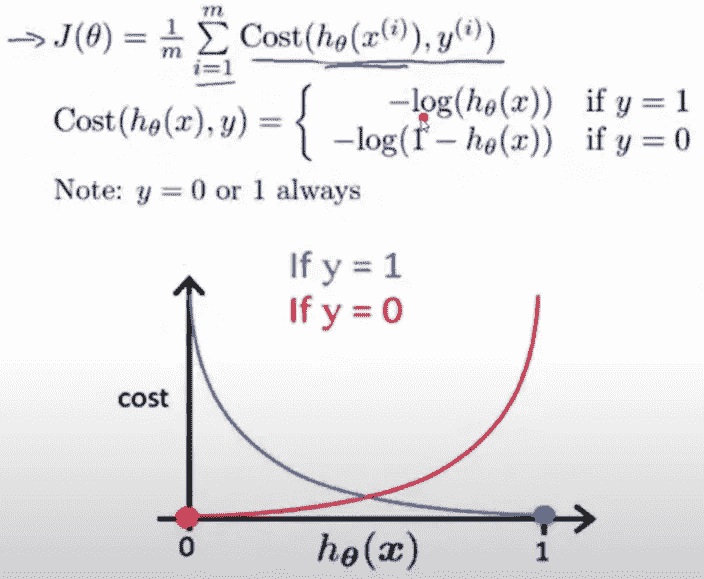 → J(θ) = 1/m ∑_{i=1}^{m} Cost(h_θ(x^{(i)}), y^{(i)})
Cost(h_θ(x), y) = { −log(h_θ(x)) if y = 1
−log(1 − h_θ(x)) if y = 0
Note: y = 0 or 1 always
If y = 1
If y = 0
cost
0 h_θ(x) 1